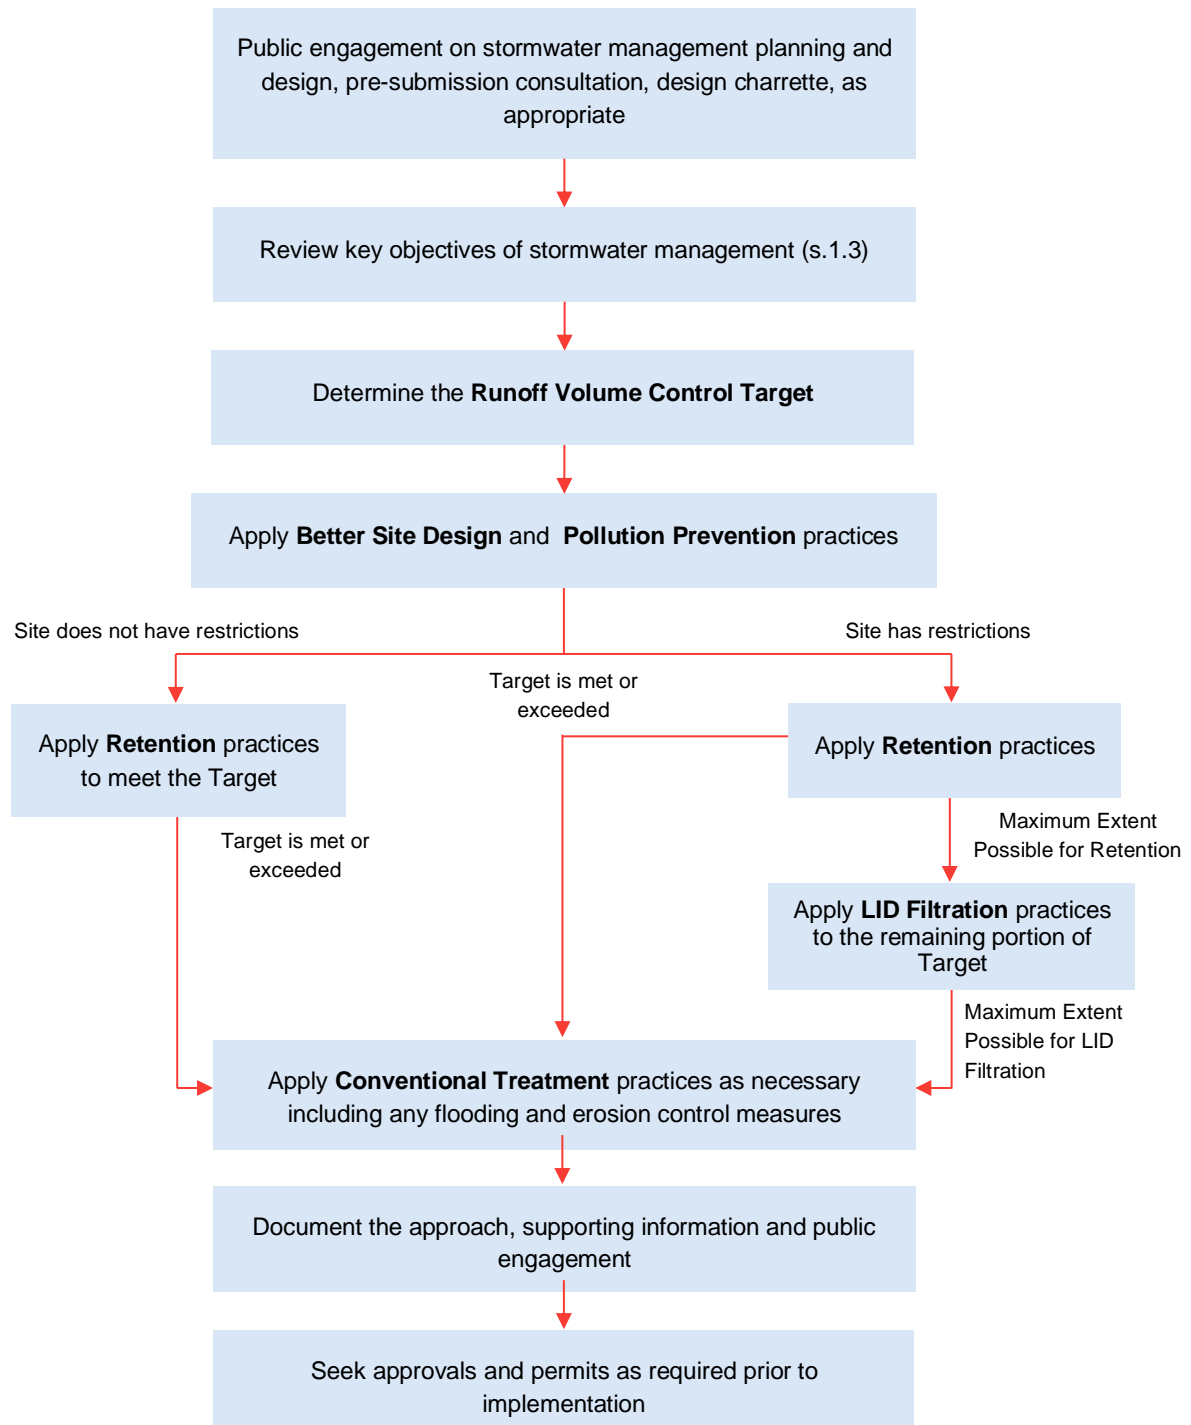 Public engagement on stormwater management planning and
design, pre-submission consultation, design charrette, as
appropriate
Review key objectives of stormwater management (s.1.3)
Determine the Runoff Volume Control Target
Apply Better Site Design and Pollution Prevention practices
Site does not have restrictions
Site has restrictions
Target is met or
exceeded
Apply Retention practices
to meet the Target
Apply Retention practices
Target is met or
exceeded
Maximum Extent
Possible for Retention
Apply LID Filtration practices
to the remaining portion of
Target
Maximum Extent
Possible for LID
Filtration
Apply Conventional Treatment practices as necessary
including any flooding and erosion control measures
Document the approach, supporting information and public
engagement
Seek approvals and permits as required prior to
implementation